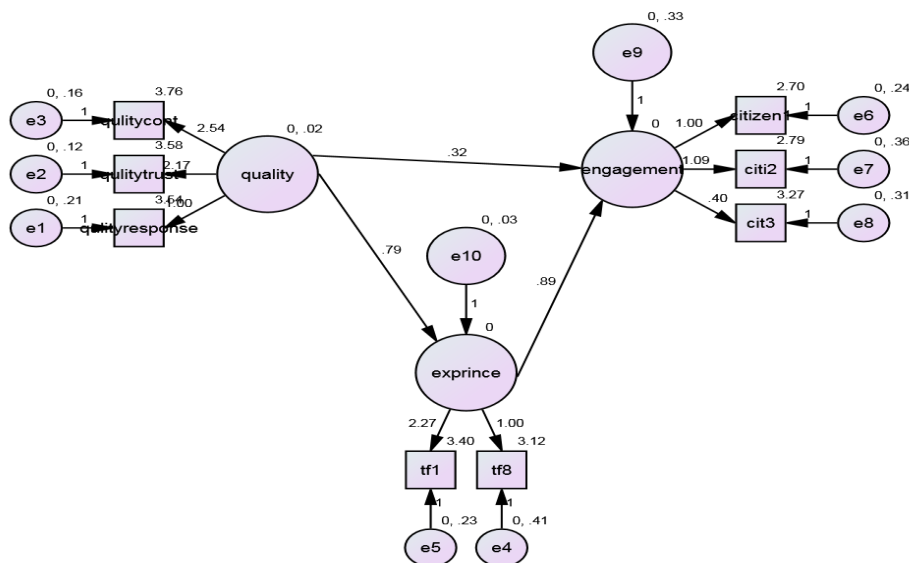 0, .33
e9
1
0, .16
e3
1
3.76
qulitycont
2.54
0, .12
e2
1
3.58
qulitytrust
2.17
0, .21
e1
1
3.54
qulityresponse
1.00
0, .02
quality
.32
.79
0
engagement
1.00
2.70
citizen1
1
0, .24
e6
1.09
2.79
citi2
1
0, .36
e7
.40
3.27
cit3
1
0, .31
e8
0, .03
e10
1
0
exprince
.89
2.27
3.40
tf1
1
0, .23
e5
1.00
3.12
tf8
1
0, .41
e4